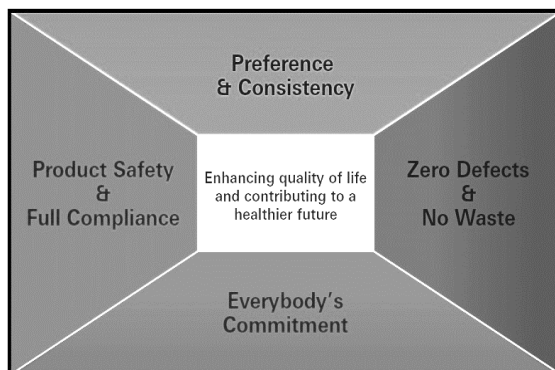 Preference
& Consistency
Product Safety
&
Full Compliance
Enhancing quality of life
and contributing to a
healthier future
Zero Defects
&
No Waste
Everybody's
Commitment